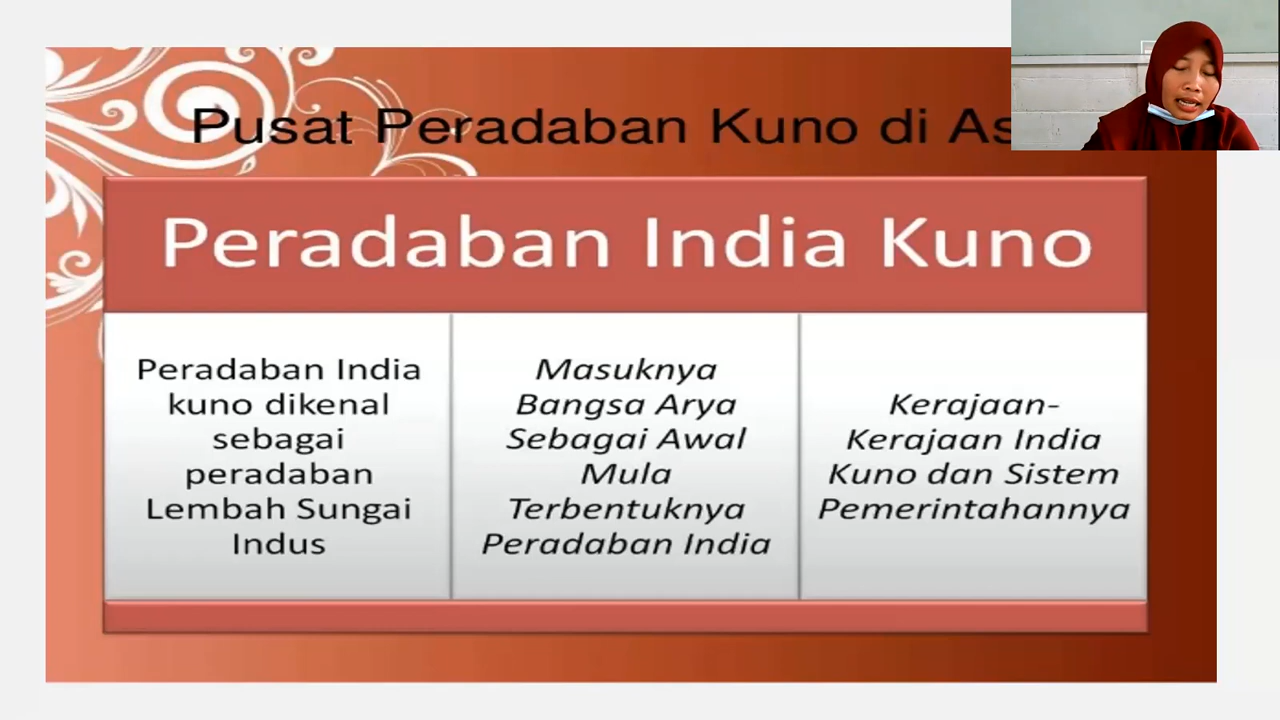 Pusat Peradaban Kuno di As
Peradaban India Kuno
Peradaban India
kuno dikenal
sebagai
peradaban
Lembah Sungai
Indus
Masuknya
Bangsa Arya
Sebagai Awal
Mula
Terbentuknya
Peradaban India
Kerajaan-
Kerajaan India
Kuno dan Sistem
Pemerintahannya